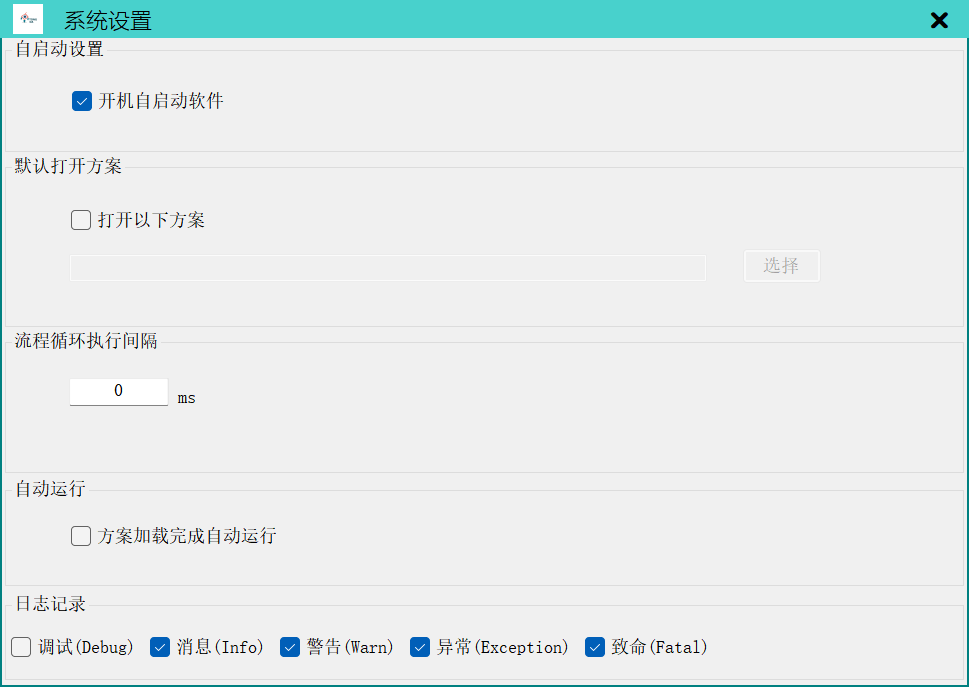 系统设置
自启动设置
开机自启动软件
默认打开方案
打开以下方案
选择
流程循环执行间隔
0 ms
自动运行
方案加载完成自动运行
日志记录
调试(Debug) 消息(Info) 警告(Warn) 异常(Exception) 致命(Fatal)